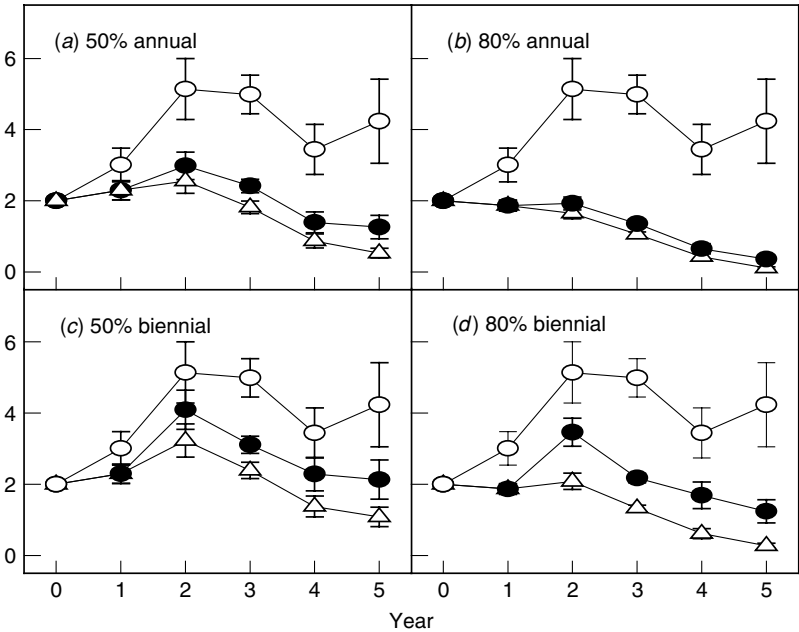 (a) 50% annual
(b) 80% annual
6
4
2
0
(c) 50% biennial
(d) 80% biennial
6
4
2
0
0 1 2 3 4 5 0 1 2 3 4 5
Year